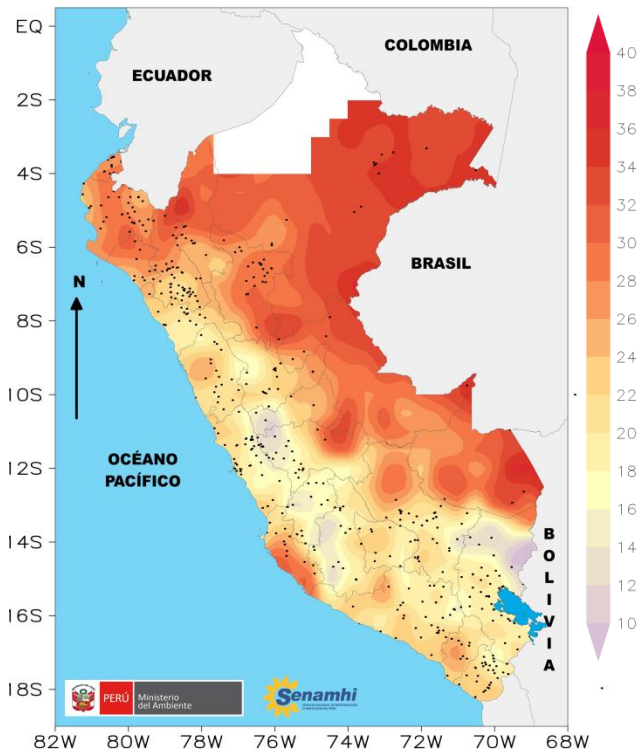 EQ
2S
4S
6S
8S
10S
12S
14S
16S
18S
82W
80W
78W
76W
74W
72W
70W
68W
COLOMBIA
ECUADOR
BRASIL
N
OCÉANO
PACÍFICO
BOLIVIA
40
38
36
34
32
30
28
26
24
22
20
18
16
14
12
10
PERÚ
Ministerio
del Ambiente
Senamhi